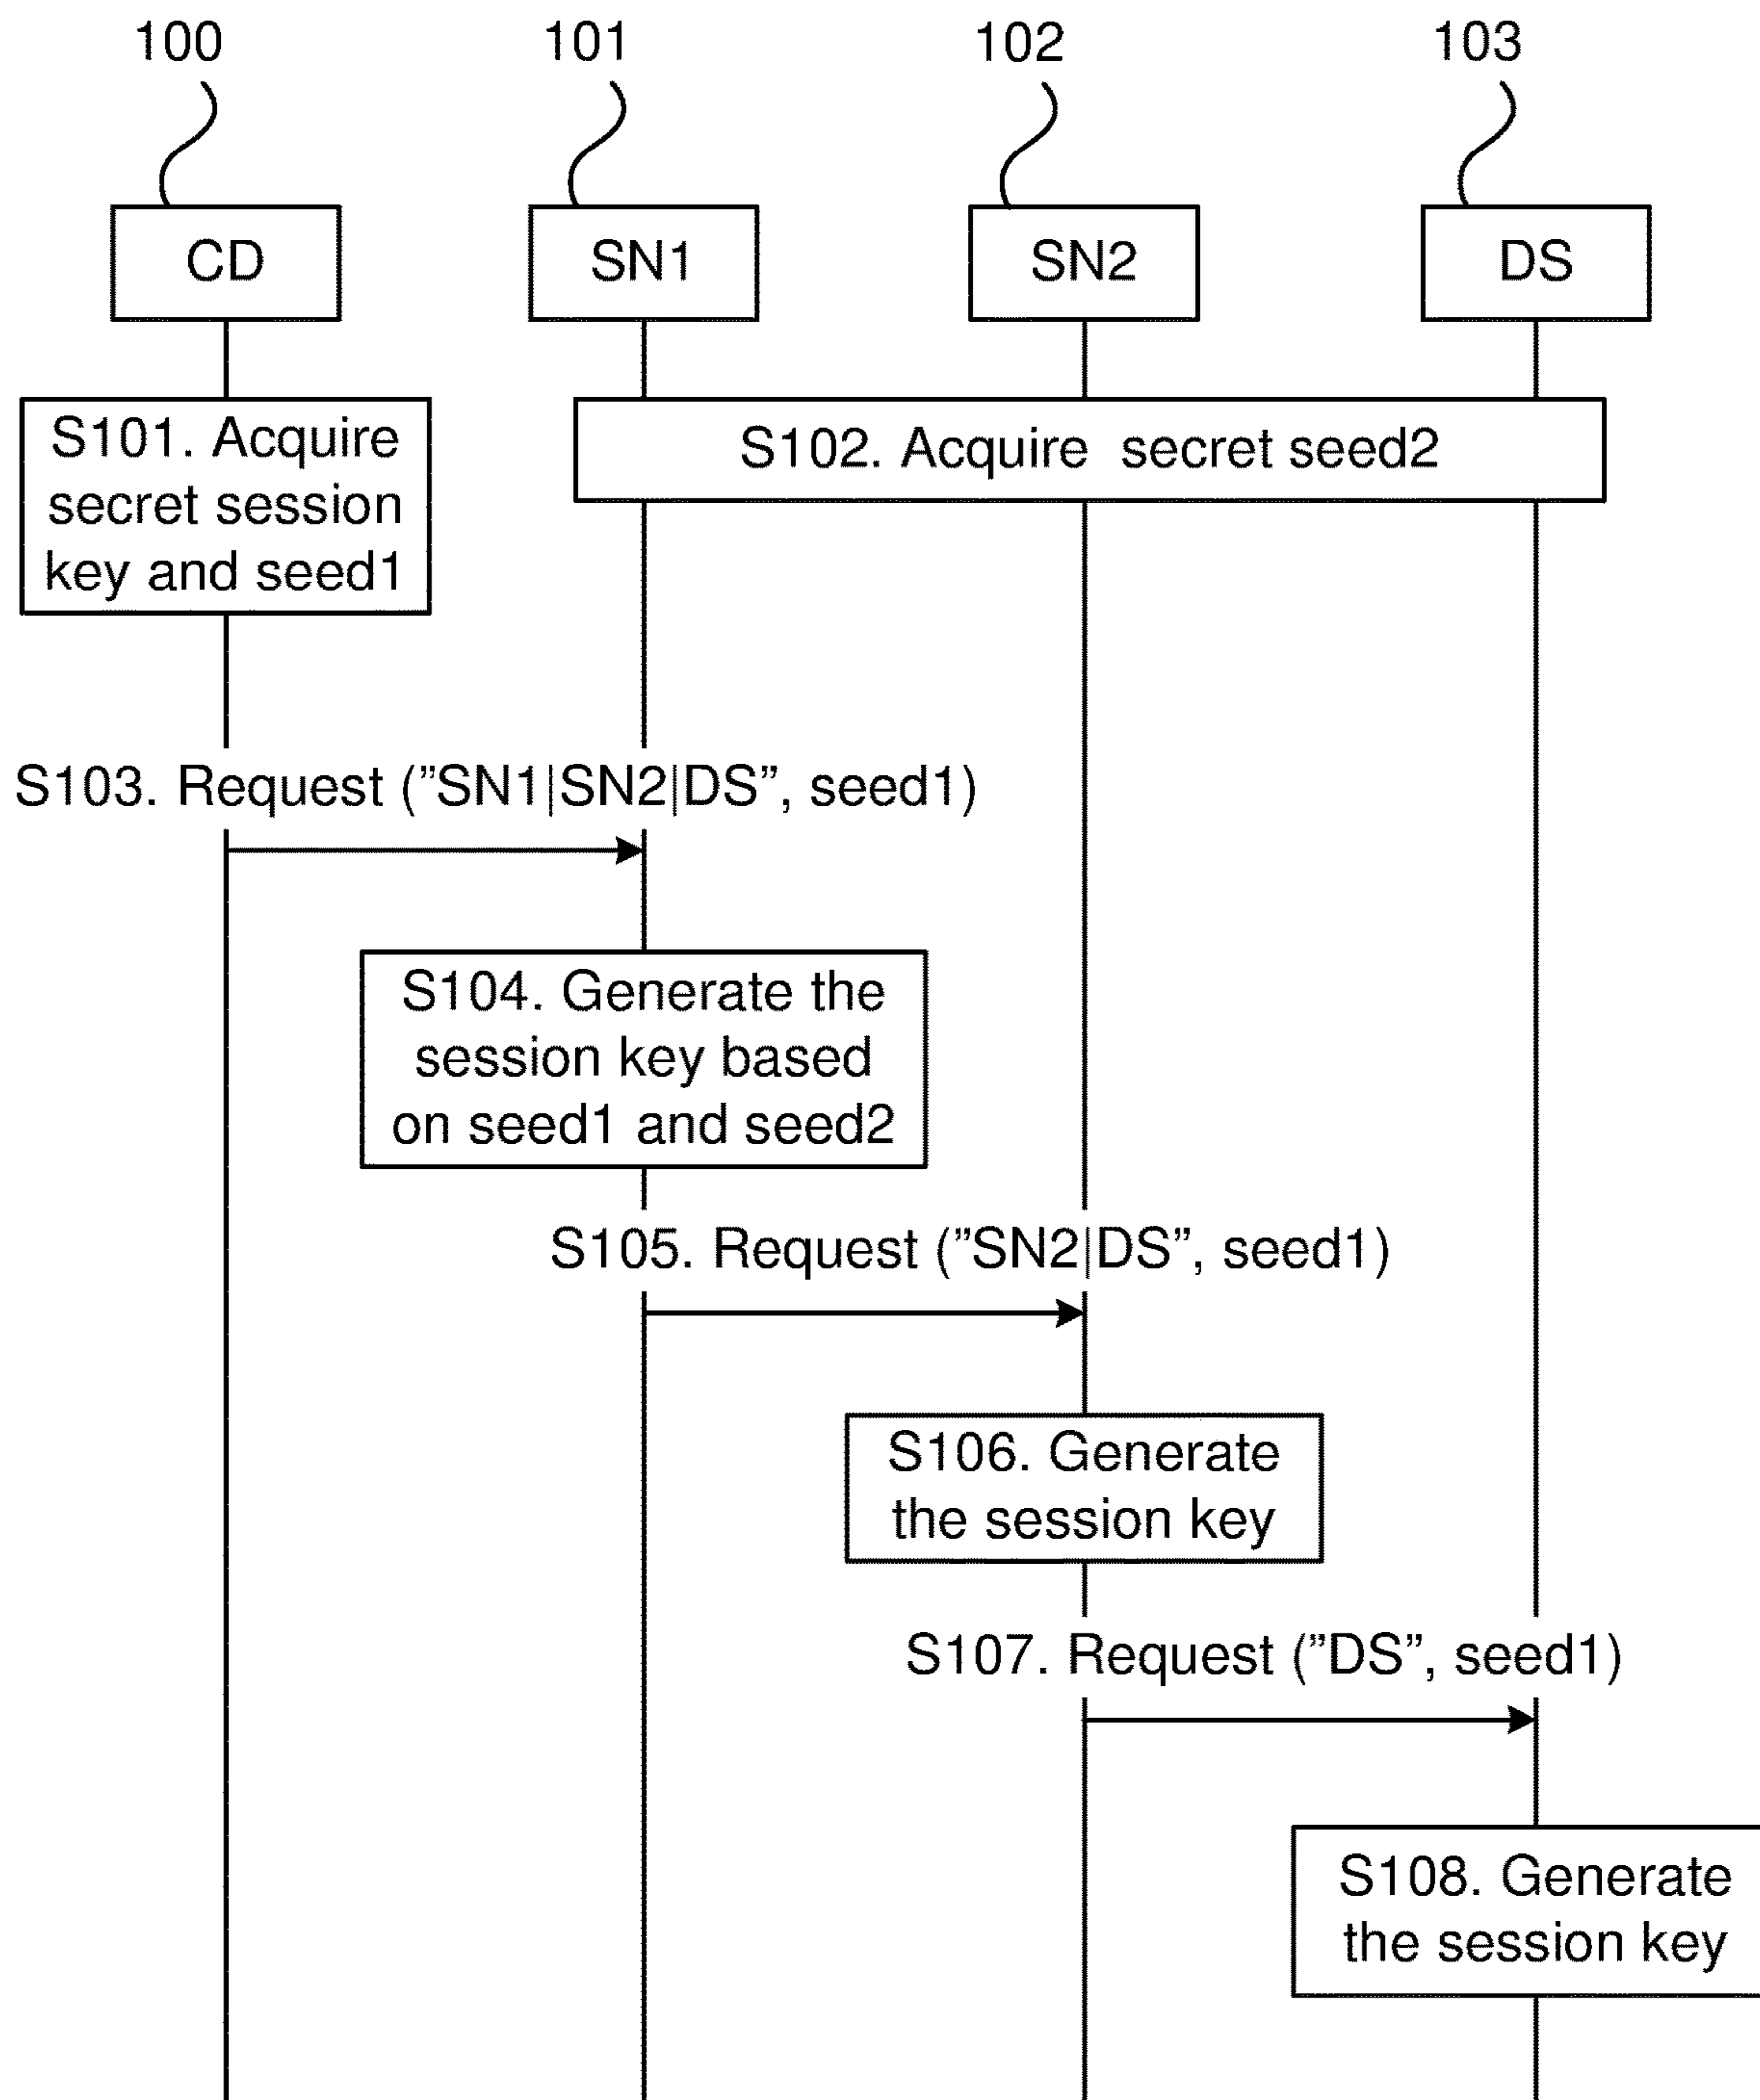 100
101
102
103
CD
SN1
SN2
DS
S101. Acquire
secret session
key and seed1
S102. Acquire  secret seed2
S103. Request (”SN1|SN2|DS”, seed1)
S104. Generate the
session key based
on seed1 and seed2
S105. Request (”SN2|DS”, seed1)
S106. Generate
the session key
S107. Request (”DS”, seed1)
S108. Generate
the session key